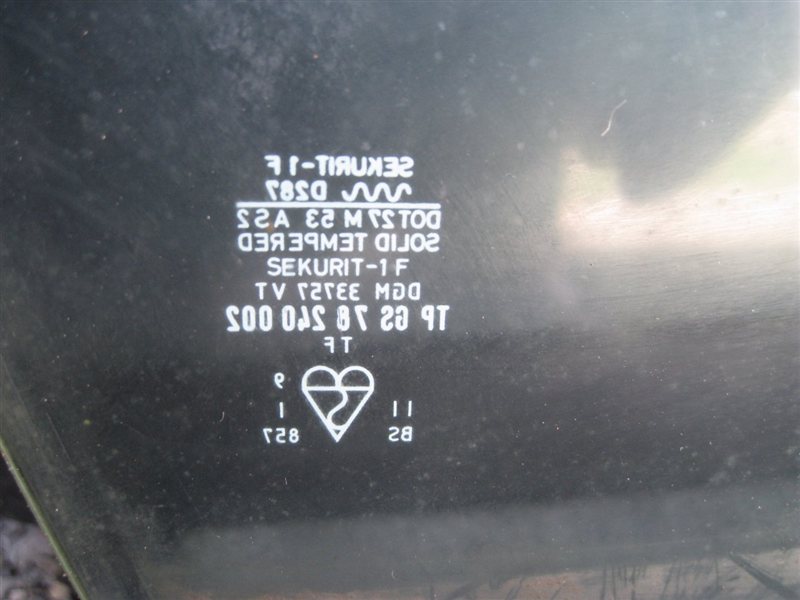 SEKURIT-1 F
D287
DOT27 M 53 AS2
SOLID TEMPERED
SEKURIT-1 F
DGM 33757 VT
TP GS 78 240 002
TF
9
11 1
BS 857